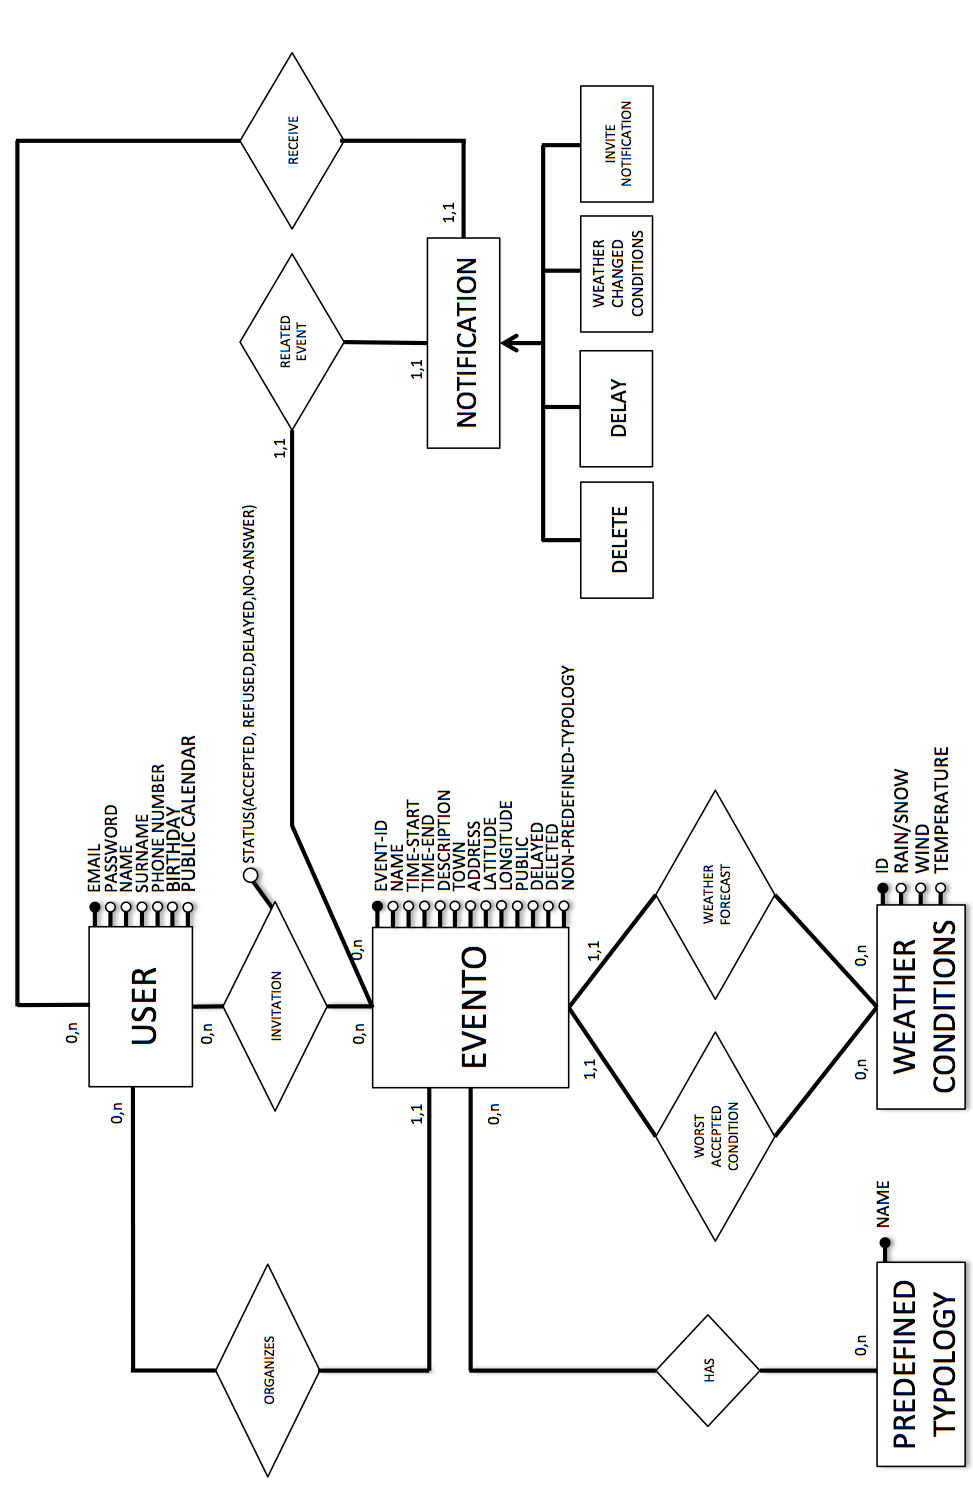 0,n
0,n
USER
0,n
EMAIL
PASSWORD
NAME
SURNAME
PHONE NUMBER
BIRTHDAY
PUBLIC CALENDAR
ORGANIZES
INVITATION
STATUS(ACCEPTED, REFUSED,DELAYED,NO-ANSWER)
RELATED
EVENT
RECEIVE
1,1
0,n
0,n
1,1
1,1
1,1
0,n
EVENTO
EVENT-ID
NAME
TIME-START
TIME-END
DESCRIPTION
TOWN
ADDRESS
LATITUDE
LONGITUDE
PUBLIC
DELAYED
DELETED
NON-PREDEFINED-TYPOLOGY
NOTIFICATION
DELETE
DELAY
WEATHER
CHANGED
CONDITIONS
INVITE
NOTIFICATION
1,1
1,1
HAS
WORST
ACCEPTED
CONDITION
WEATHER
FORECAST
0,n
0,n
0,n
PREDEFINED
TYPOLOGY
NAME
WEATHER
CONDITIONS
ID
RAIN/SNOW
WIND
TEMPERATURE